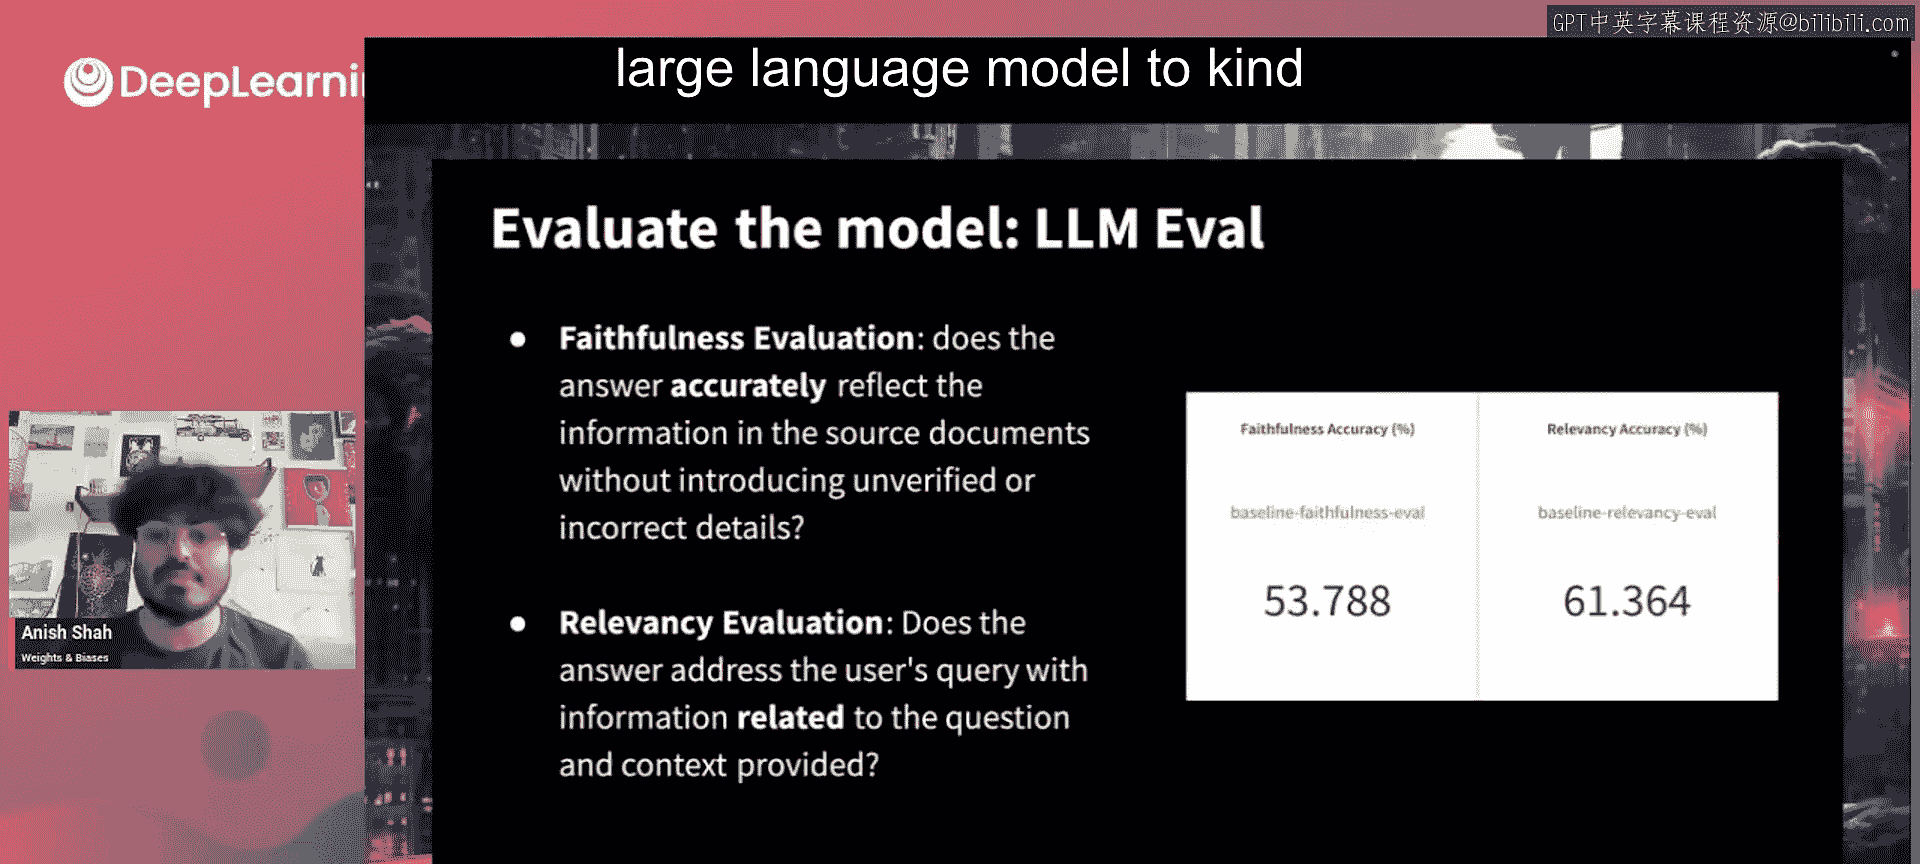 GPT中英字幕课程资源@bilibili.com
DeepLearni
large language model to kind
Evaluate the model: LLM Eval
● Faithfulness Evaluation: does the
answer accurately reflect the
information in the source documents
without introducing unverified or
incorrect details?
● Relevancy Evaluation: Does the
answer address the user's query with
information related to the question
and context provided?
Faithfulness Accuracy (%)
baseline-faithfulness-eval
53.788
Relevancy Accuracy (%)
baseline-relevancy-eval
61.364
Anish Shah
Weights & Biases